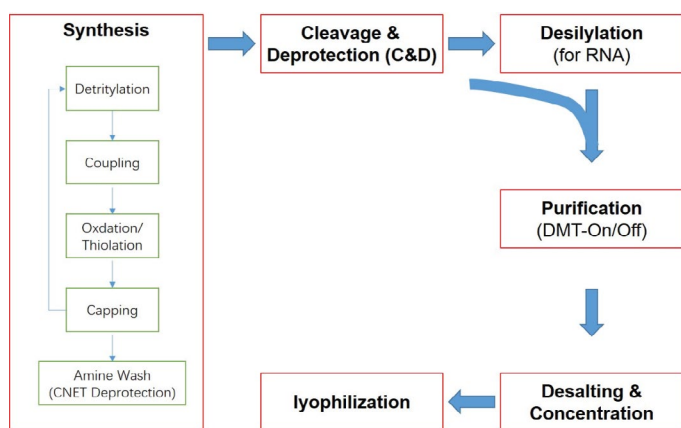 Synthesis
Detritylation
Coupling
Oxdation/
Thiolation
Capping
Amine Wash
(CNET Deprotection)
Cleavage &
Deprotection (C&D)
Desilylation
(for RNA)
Purification
(DMT-On/Off)
Desalting &
Concentration
lyophilization